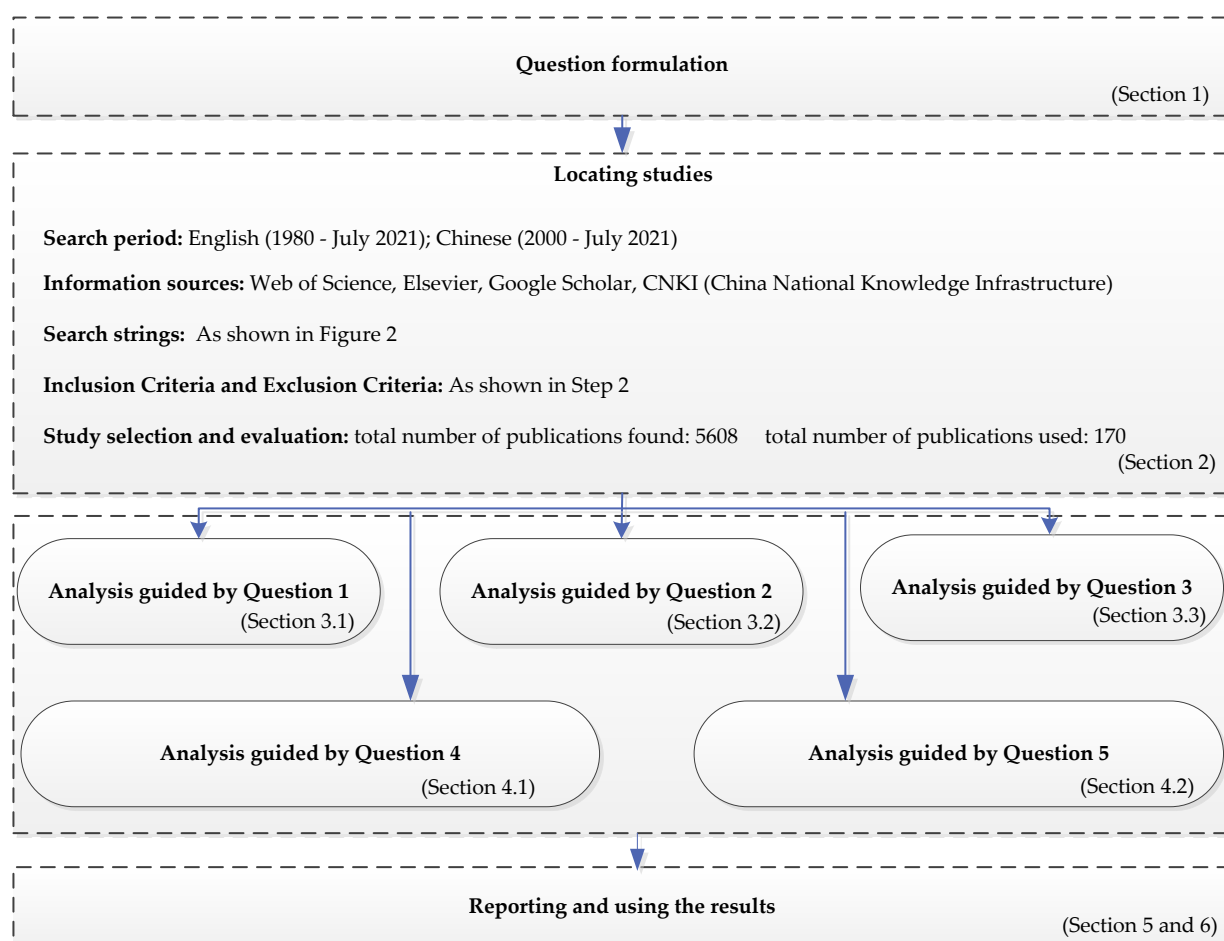 Question formulation
(Section 1)
Locating studies
Search period: English (1980 - July 2021); Chinese (2000 - July 2021)
Information sources: Web of Science, Elsevier, Google Scholar, CNKI (China National Knowledge Infrastructure)
Search strings: As shown in Figure 2
Inclusion Criteria and Exclusion Criteria: As shown in Step 2
Study selection and evaluation: total number of publications found: 5608 total number of publications used: 170
(Section 2)
Analysis guided by Question 1
(Section 3.1)
Analysis guided by Question 2
(Section 3.2)
Analysis guided by Question 3
(Section 3.3)
Analysis guided by Question 4
(Section 4.1)
Analysis guided by Question 5
(Section 4.2)
Reporting and using the results
(Section 5 and 6)